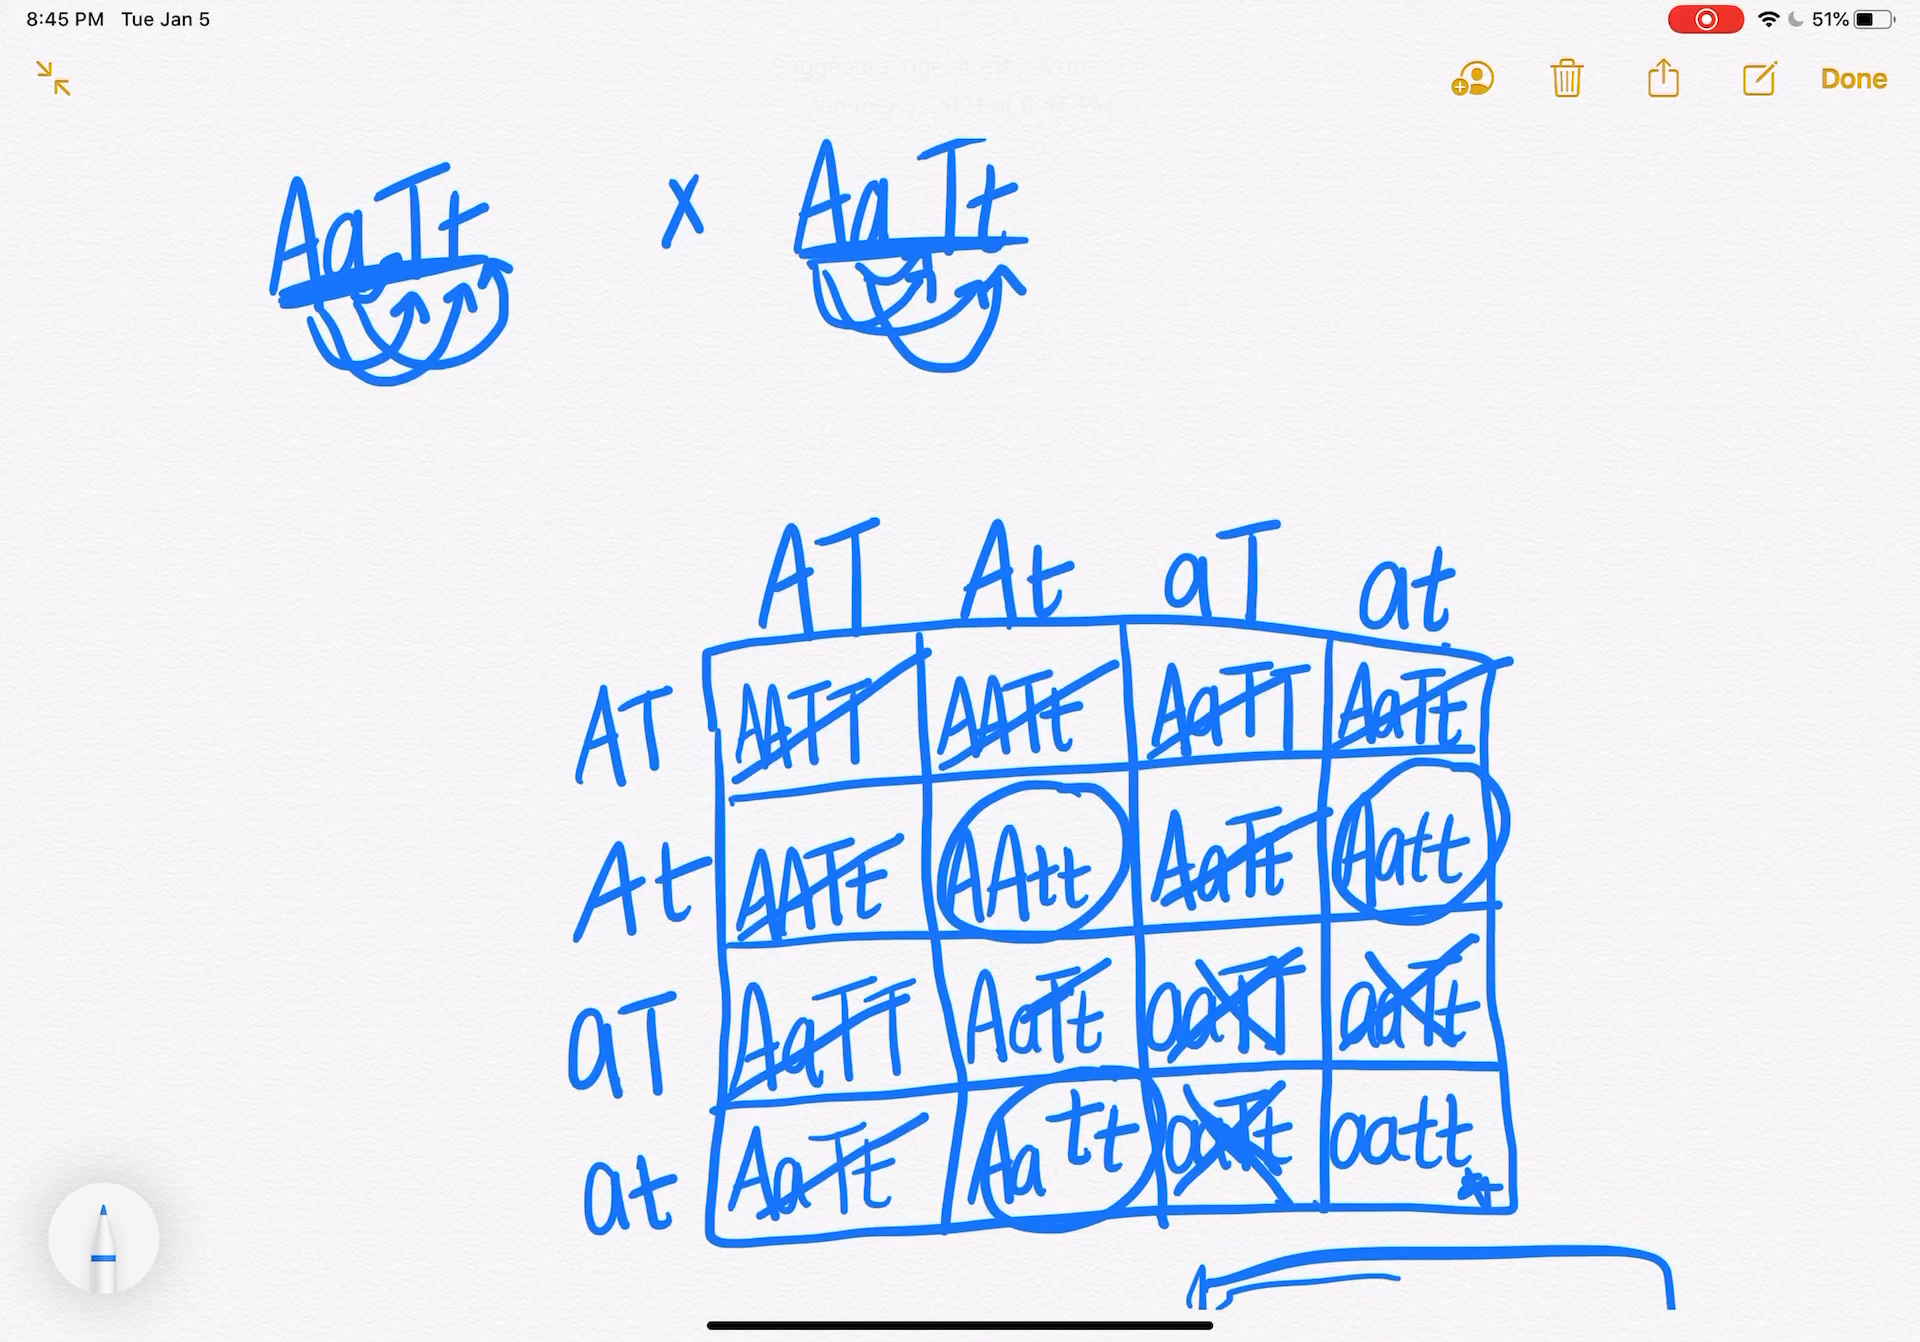 8:45 PM Tue Jan 5
51%
Done
AaTt x AaTt
AT At aT at
AT AATT AATt AaTT AaTt
At AATt AAtt AaTt Aatt
aT AaTT AaTt aaTT aaTt
at AaTt Aatt aaTt aatt